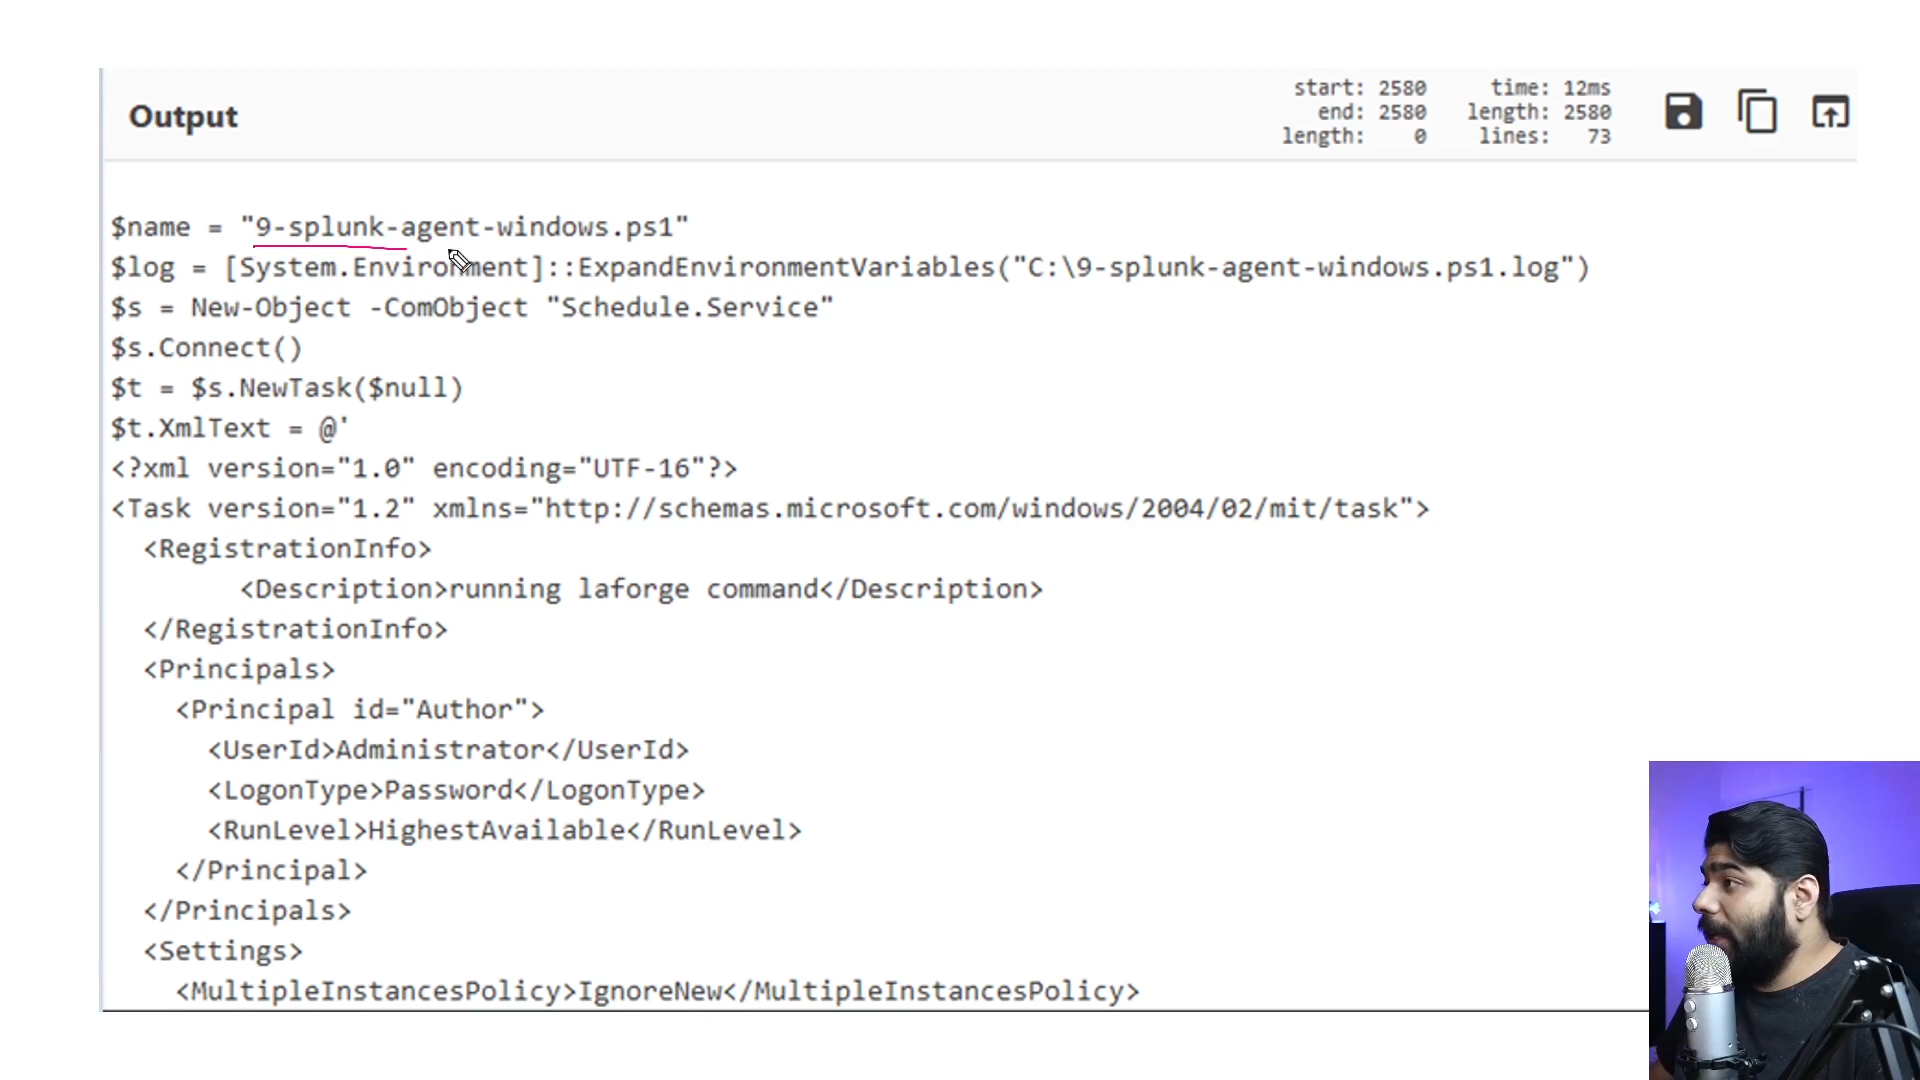 Output
start: 2580
end: 2580
length: 0
time: 12ms
length: 2580
lines: 73
$name = "9-splunk-agent-windows.ps1"
$log = [System.Environment]::ExpandEnvironmentVariables("C:\9-splunk-agent-windows.ps1.log")
$s = New-Object -ComObject "Schedule.Service"
$s.Connect()
$t = $s.NewTask($null)
$t.XmlText = @'
<?xml version="1.0" encoding="UTF-16"?>
<Task version="1.2" xmlns="http://schemas.microsoft.com/windows/2004/02/mit/task">
<RegistrationInfo>
<Description>running laforge command</Description>
</RegistrationInfo>
<Principals>
<Principal id="Author">
<UserId>Administrator</UserId>
<LogonType>Password</LogonType>
<RunLevel>HighestAvailable</RunLevel>
</Principal>
</Principals>
<Settings>
<MultipleInstancesPolicy>IgnoreNew</MultipleInstancesPolicy>